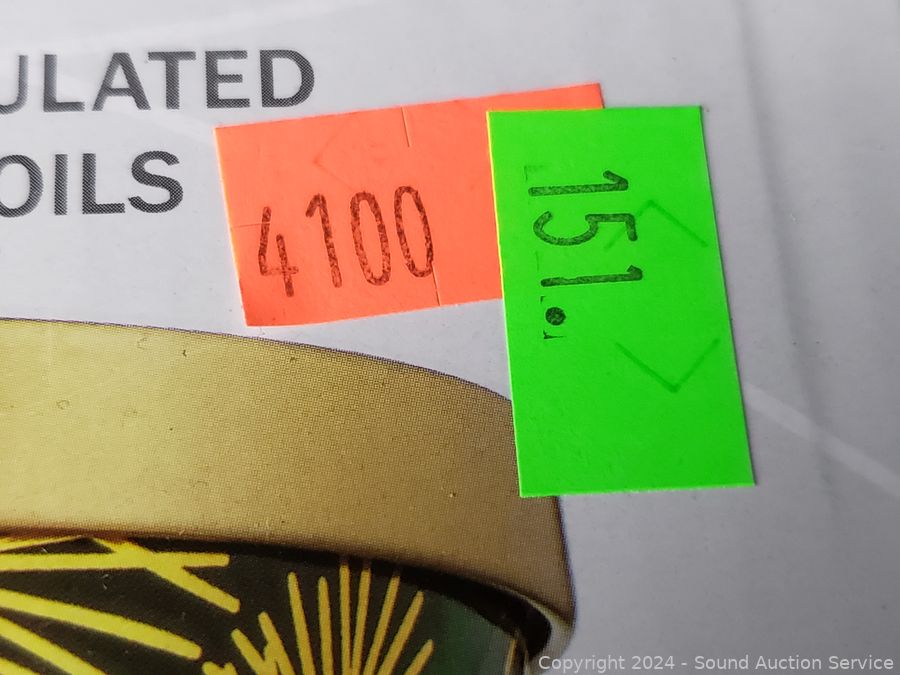 ULATED
OILS
4100
151.
Copyright 2024 - Sound Auction Service